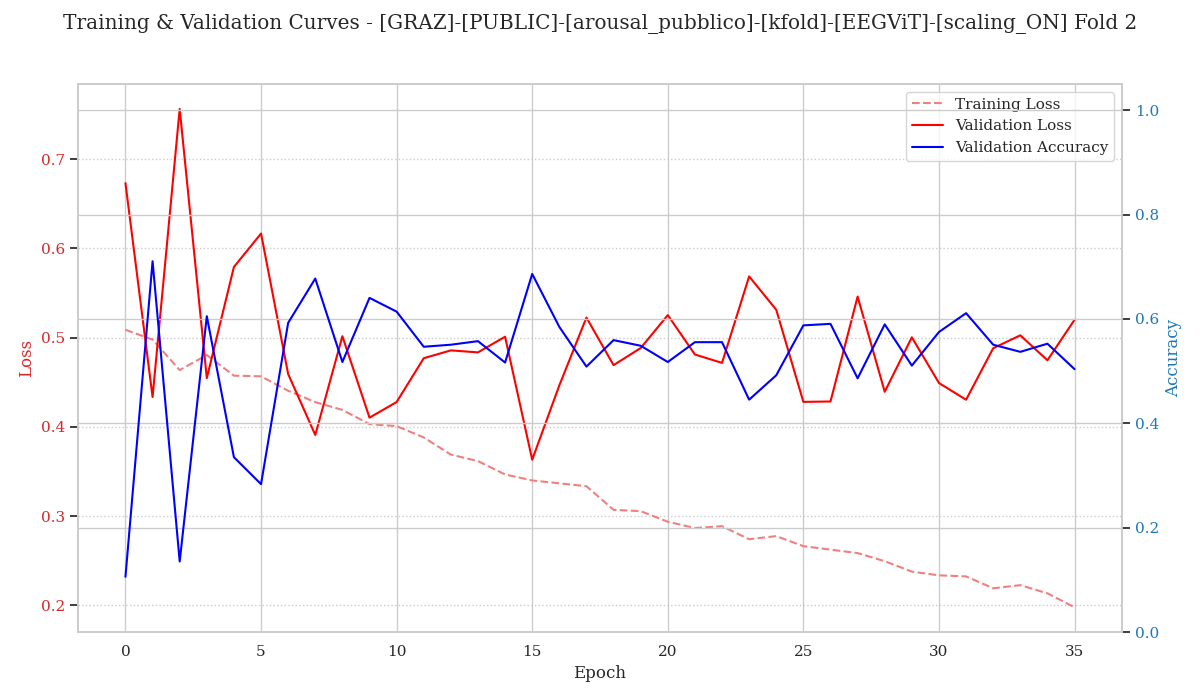 Training & Validation Curves - [GRAZ]-[PUBLIC]-[arousal_pubblico]-[kfold]-[EEGViT]-[scaling_ON] Fold 2
Training Loss
Validation Loss
Validation Accuracy
Loss
0.7
0.6
0.5
0.4
0.3
0.2
1.0
0.8
0.6
0.4
0.2
0.0
Accuracy
0 5 10 15 20 25 30 35
Epoch